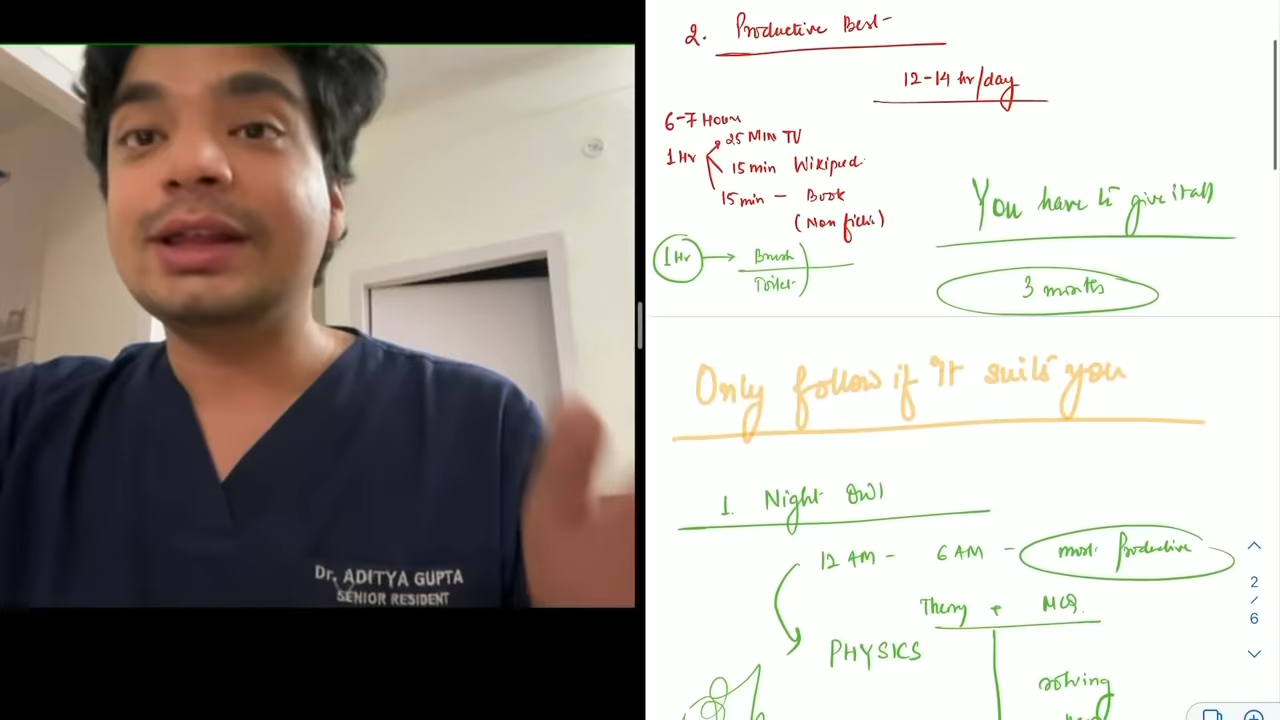 Dr. ADITYA GUPTA
SENIOR RESIDENT
2. Productive Best-
12-14 hr/day
6-7 Hours
1 Hr
25 MIN TV
15 min Wikiped.
15 min - Book
(Non fictic)
1 Hr → Brush
Toilet
You have to give it all
3 months
Only follow if it suits you
1. Night Owl
12 AM - 6 AM - most Productive
Theory + MCQ.
PHYSICS
solving
2
/
6